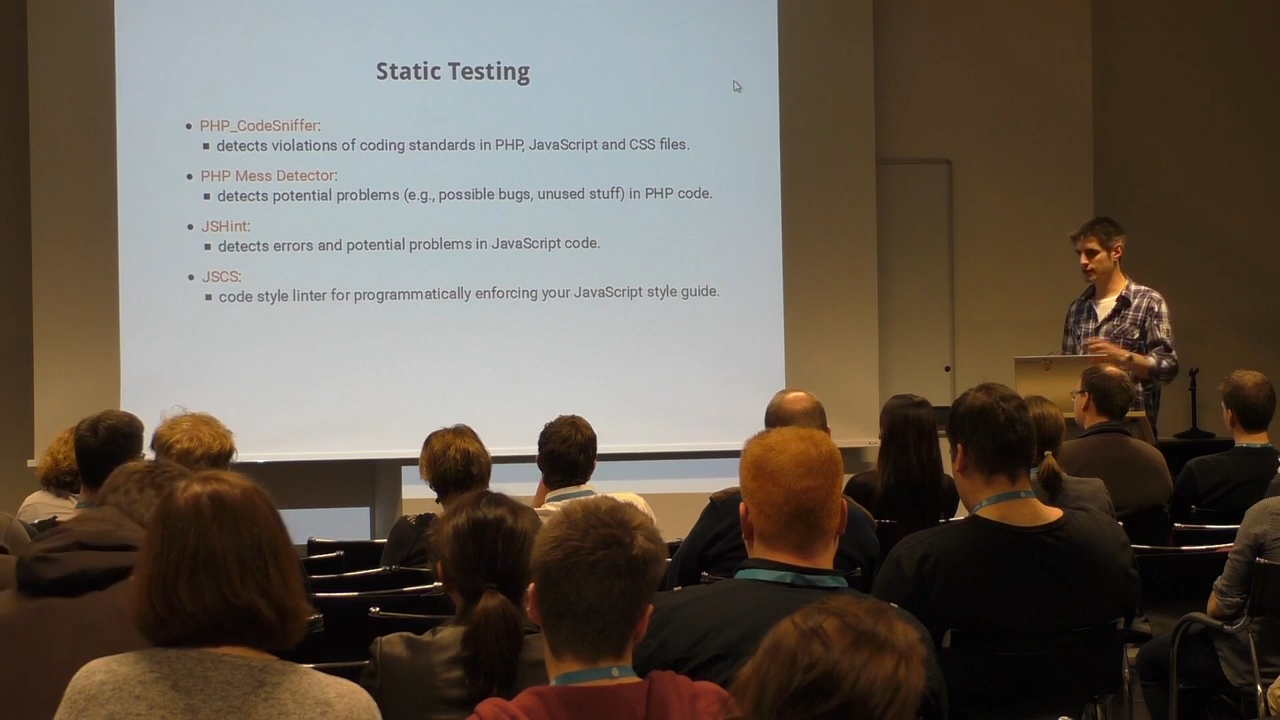 Static Testing
• PHP_CodeSniffer:
▪ detects violations of coding standards in PHP, JavaScript and CSS files.
• PHP Mess Detector:
▪ detects potential problems (e.g., possible bugs, unused stuff) in PHP code.
• JSHint:
▪ detects errors and potential problems in JavaScript code.
• JSCS:
▪ code style linter for programmatically enforcing your JavaScript style guide.